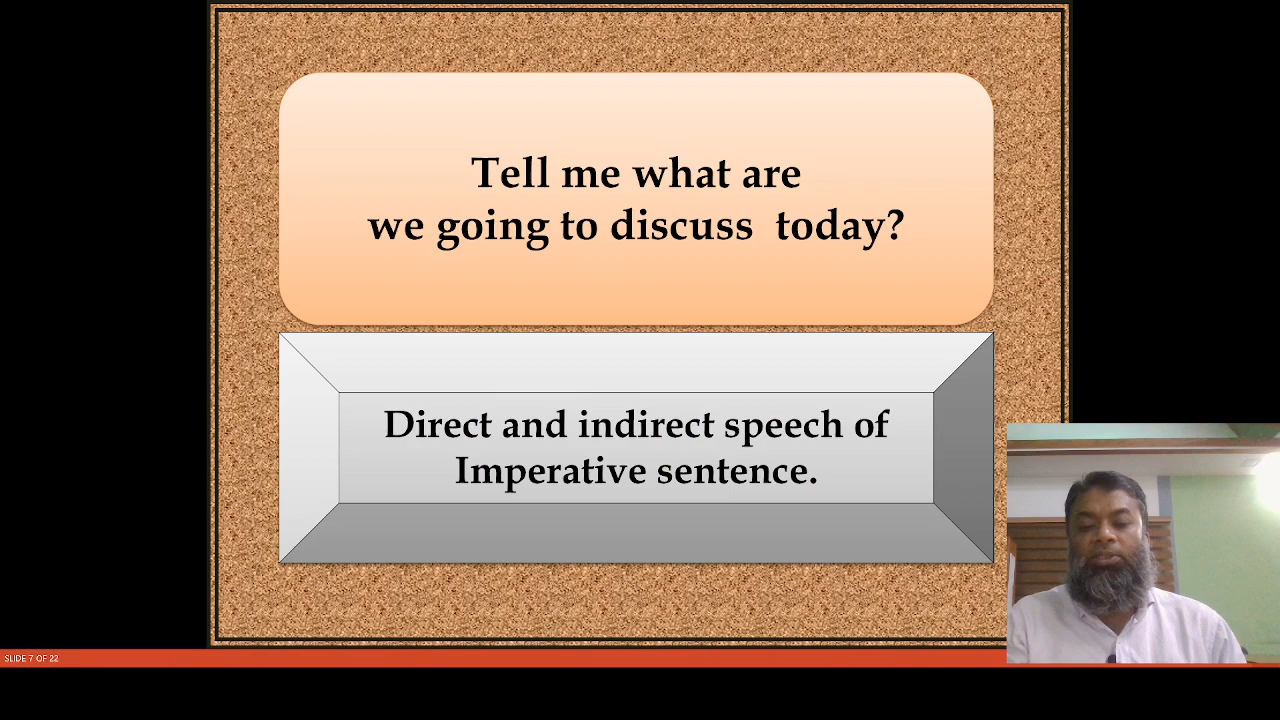 Tell me what are
we going to discuss  today?
Direct and indirect speech of
Imperative sentence.
SLIDE 7 OF 22